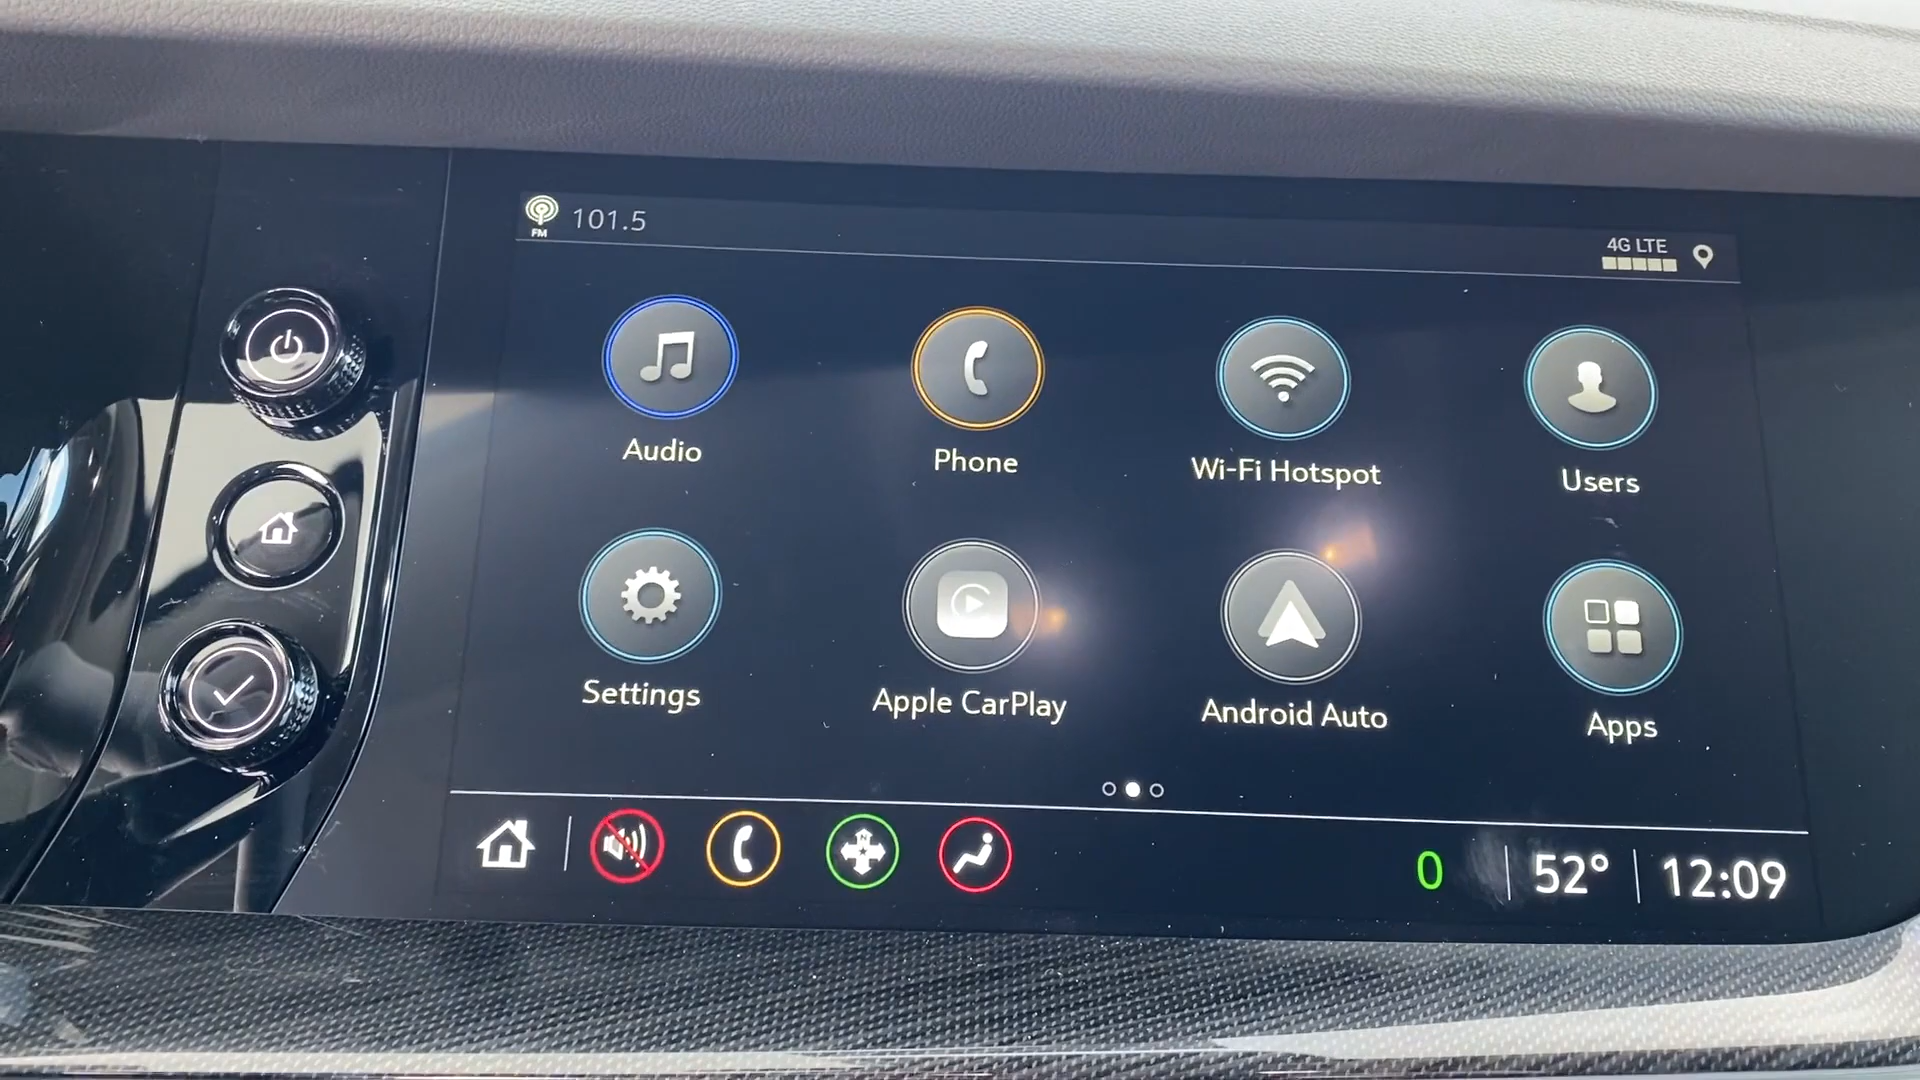 101.5
FM
4G LTE
Audio
Phone
Wi-Fi Hotspot
Users
Settings
Apple CarPlay
Android Auto
Apps
N
0
52°
12:09